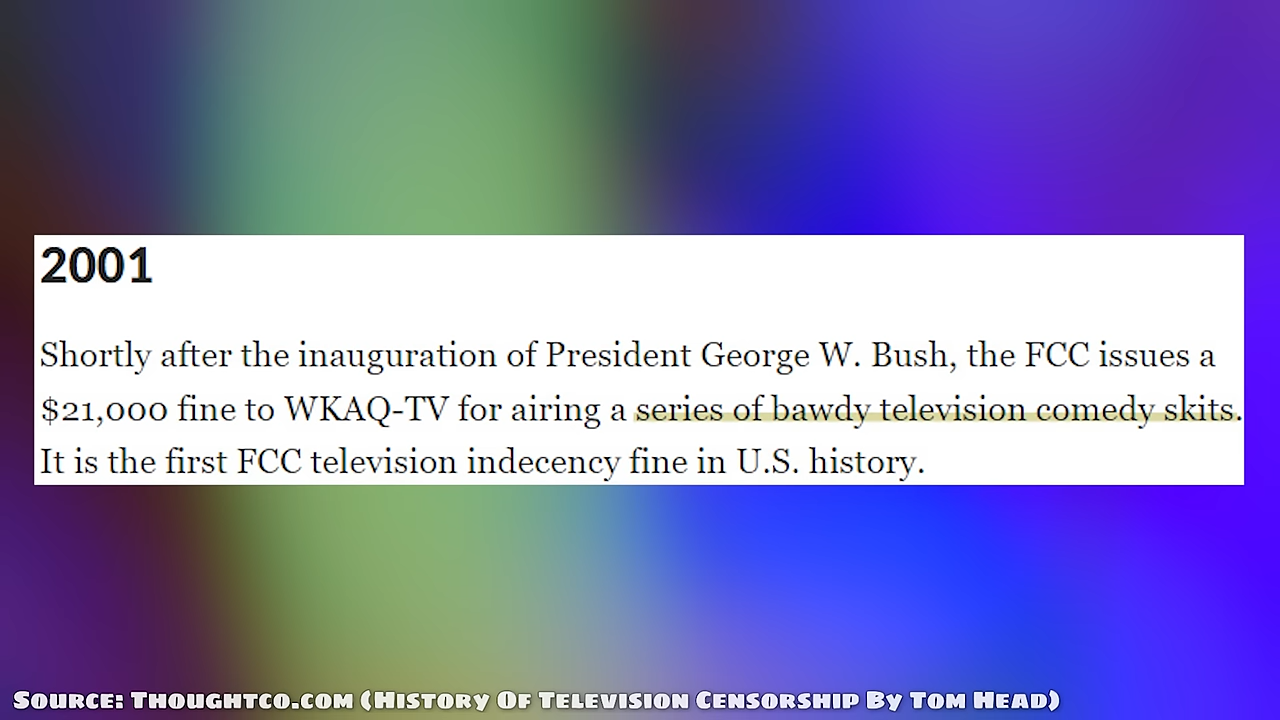 2001
Shortly after the inauguration of President George W. Bush, the FCC issues a
$21,000 fine to WKAQ-TV for airing a series of bawdy television comedy skits.
It is the first FCC television indecency fine in U.S. history.
Source: Thoughtco.com (History Of Television Censorship By Tom Head)